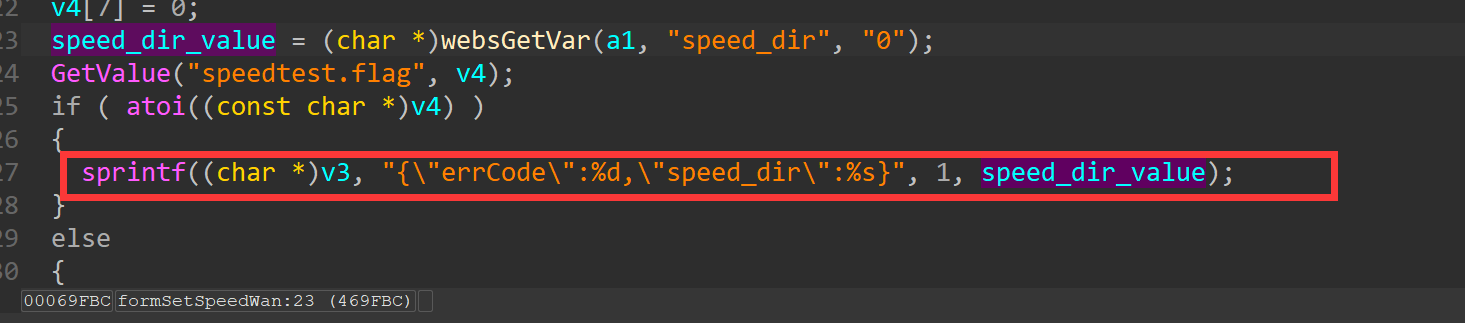 22 v4[7] = 0;
23 speed_dir_value = (char *)websGetVar(a1, "speed_dir", "0");
24 GetValue("speedtest.flag", v4);
25 if ( atoi((const char *)v4) )
26 {
27 sprintf((char *)v3, "{\"errCode\":%d,\"speed_dir\":%s}", 1, speed_dir_value);
28 }
29 else
30 {
00069FBC formSetSpeedWan:23 (469FBC)